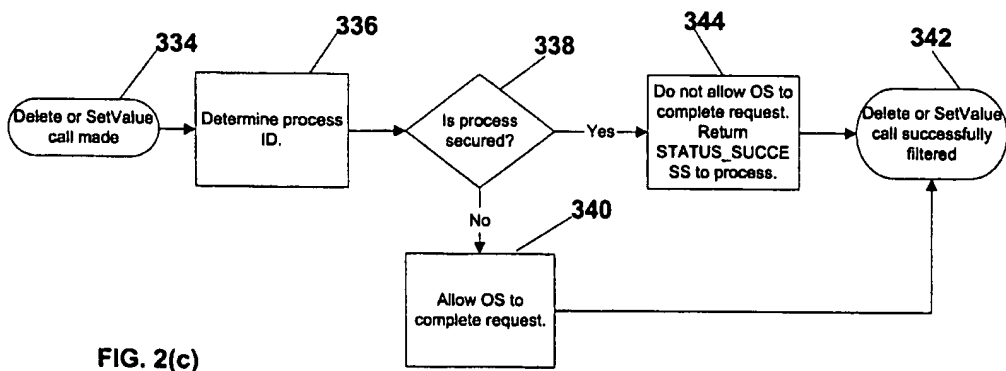 334
336
338
344
342
Delete or SetValue
call made
Determine process
ID.
Is process
secured?
Yes
Do not allow OS to
complete request.
Return
STATUS_SUCCE
SS to process.
Delete or SetValue
call successfully
filtered
No
340
Allow OS to
complete request.
FIG. 2(c)